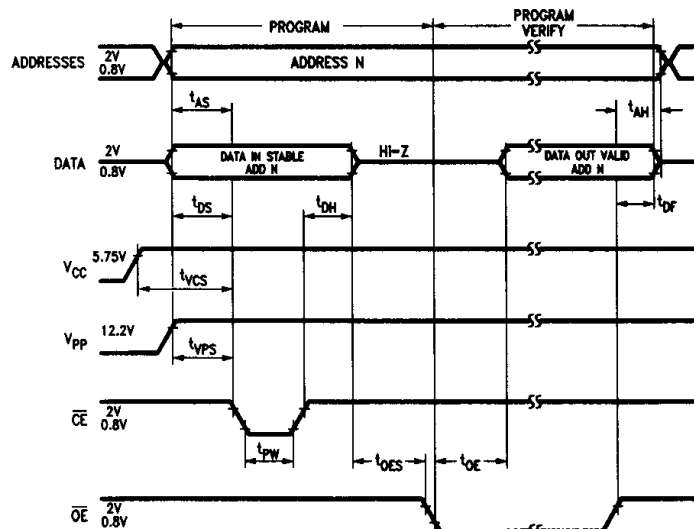 PROGRAM
PROGRAM
VERIFY
ADDRESSES
2V
0.8V
ADDRESS N
tAS
tAH
DATA
2V
0.8V
DATA IN STABLE
ADD N
Hi-Z
DATA OUT VALID
ADD N
tDS
tDH
tDF
VCC
5.75V
tVCS
VPP
12.2V
tVPS
CE
2V
0.8V
tPW
tOES
tOE
OE
2V
0.8V